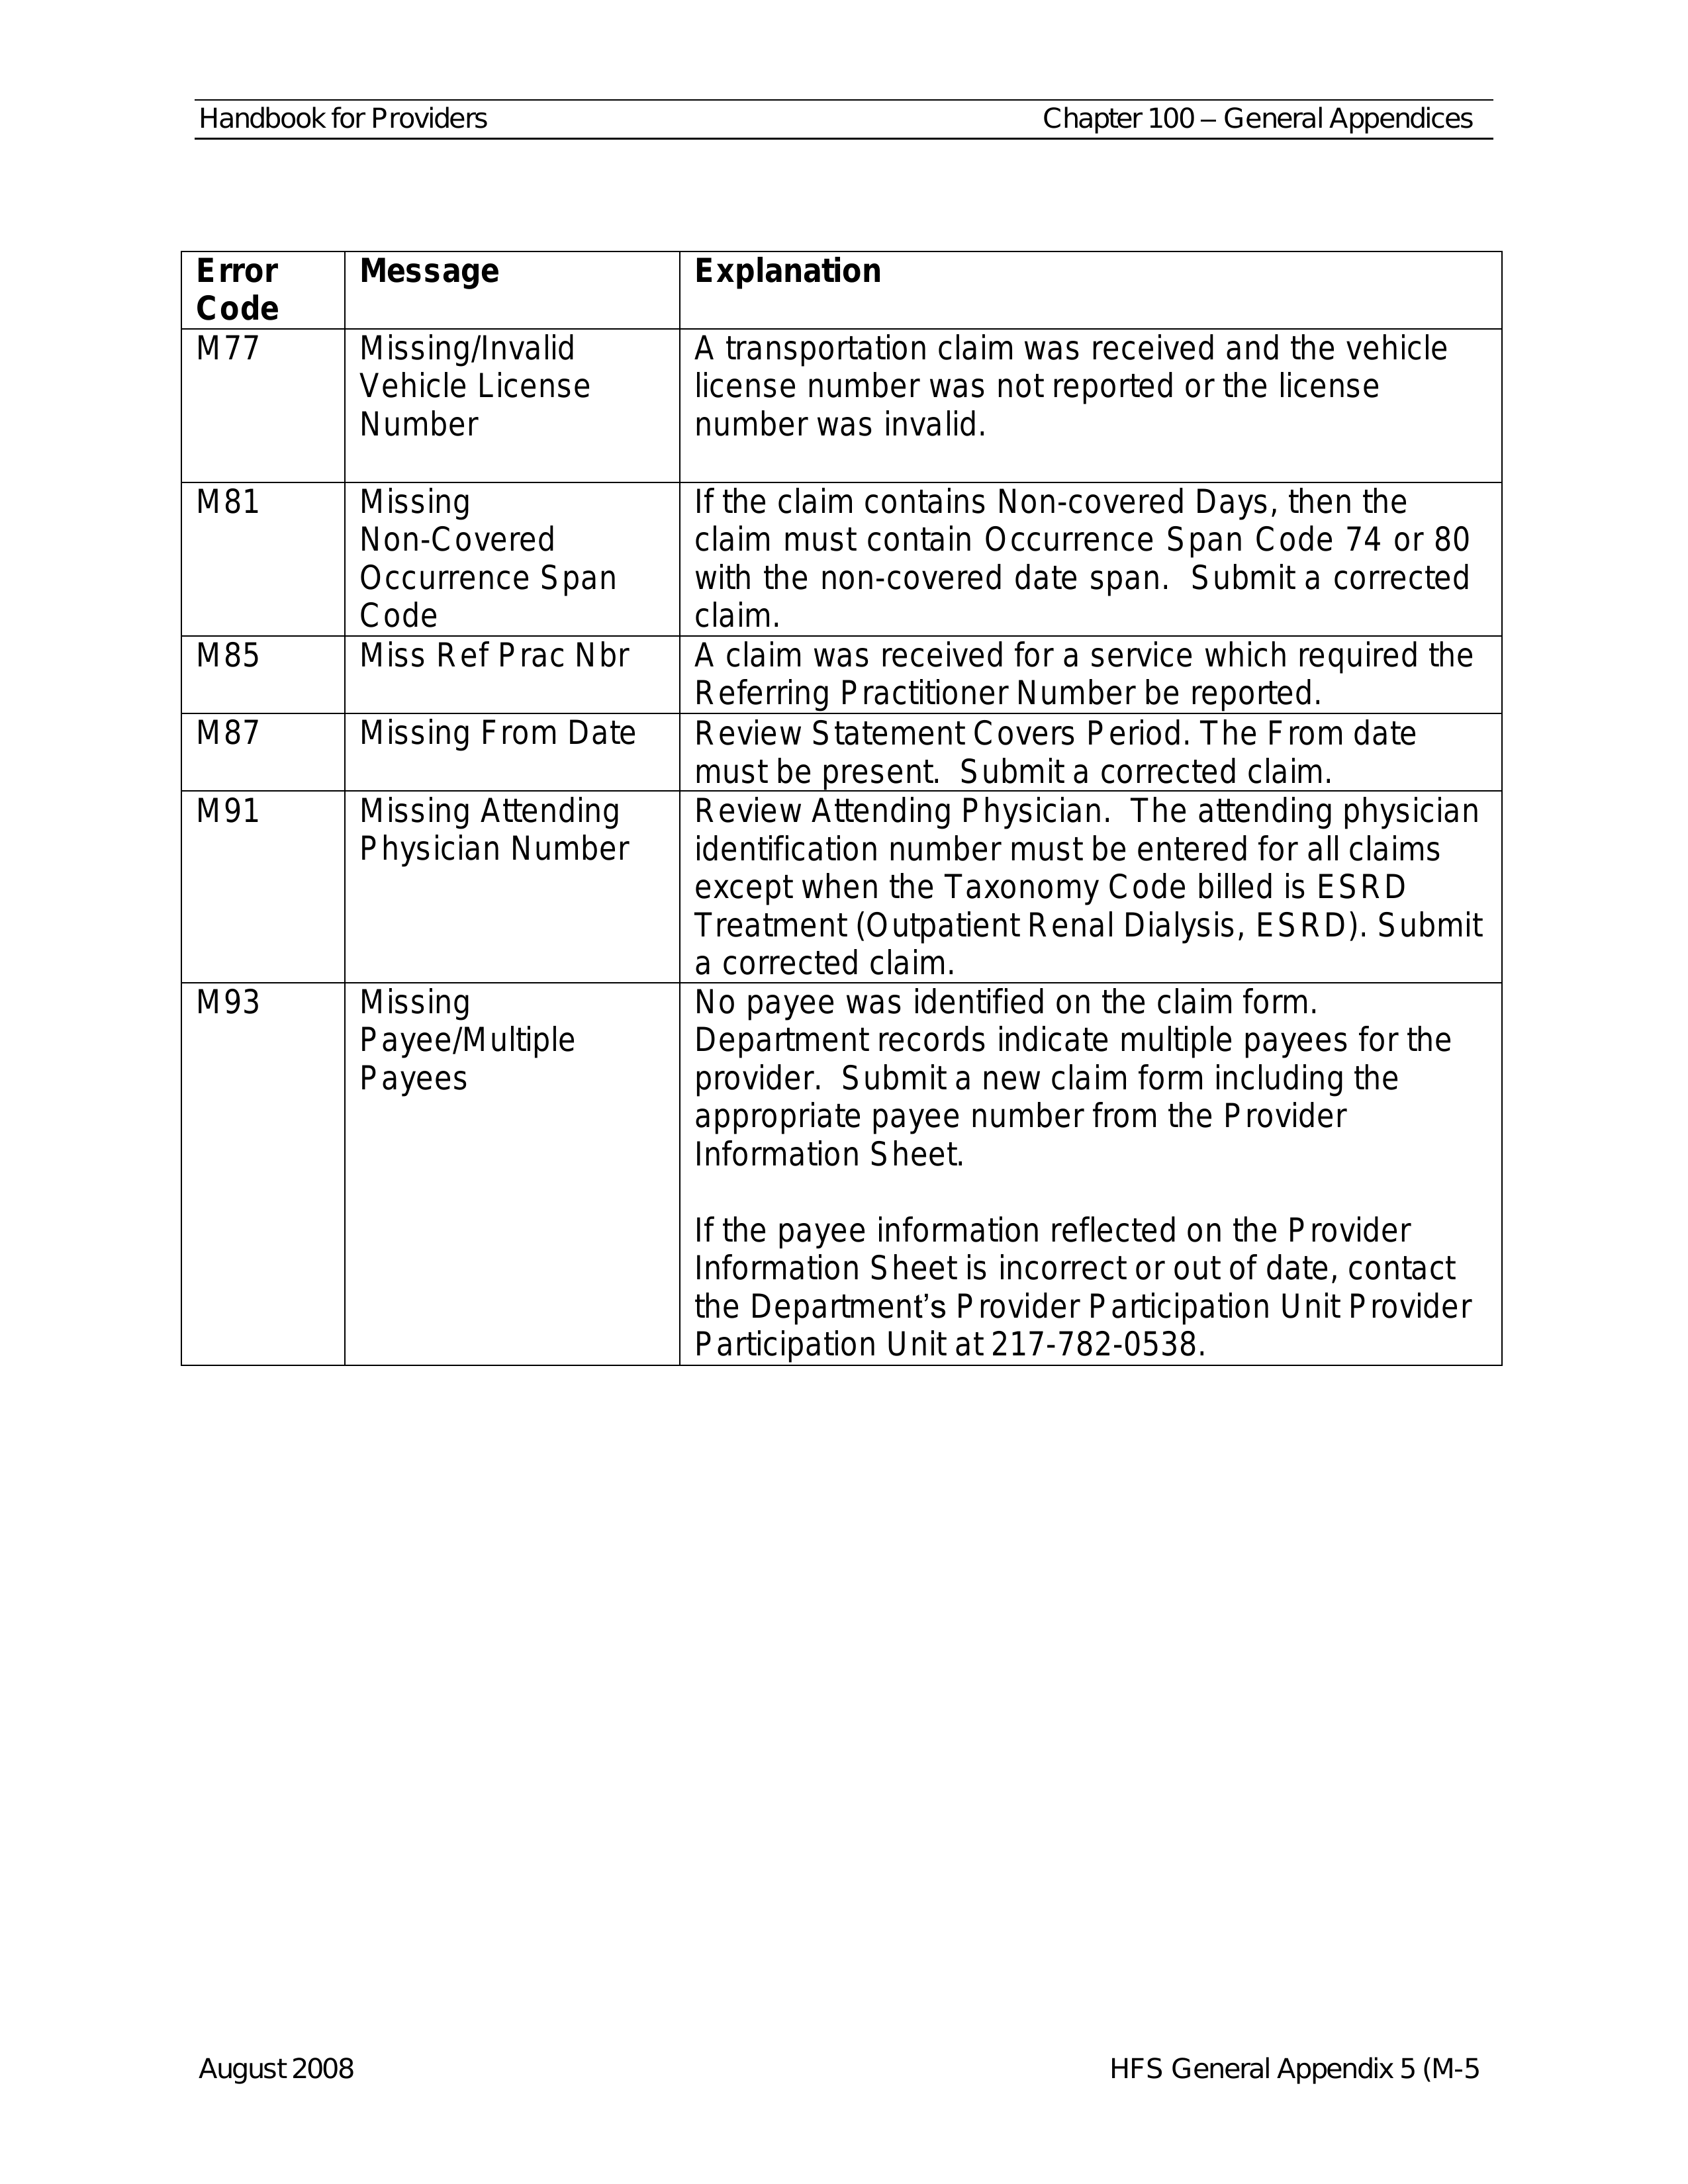 Handbook for Providers
Chapter 100 – General Appendices
Error
Code
Message
Explanation
M77
Missing/Invalid
Vehicle License
Number
A transportation claim was received and the vehicle
license number was not reported or the license
number was invalid.
M81
Missing
Non-Covered
Occurrence Span
Code
If the claim contains Non-covered Days, then the
claim must contain Occurrence Span Code 74 or 80
with the non-covered date span.  Submit a corrected
claim.
M85
Miss Ref Prac Nbr
A claim was received for a service which required the
Referring Practitioner Number be reported.
M87
Missing From Date
Review Statement Covers Period. The From date
must be present.  Submit a corrected claim.
M91
Missing Attending
Physician Number
Review Attending Physician.  The attending physician
identification number must be entered for all claims
except when the Taxonomy Code billed is ESRD
Treatment (Outpatient Renal Dialysis, ESRD). Submit
a corrected claim.
M93
Missing
Payee/Multiple
Payees
No payee was identified on the claim form.
Department records indicate multiple payees for the
provider.  Submit a new claim form including the
appropriate payee number from the Provider
Information Sheet.
If the payee information reflected on the Provider
Information Sheet is incorrect or out of date, contact
the Department’s Provider Participation Unit Provider
Participation Unit at 217-782-0538.
August 2008
HFS General Appendix 5 (M-5